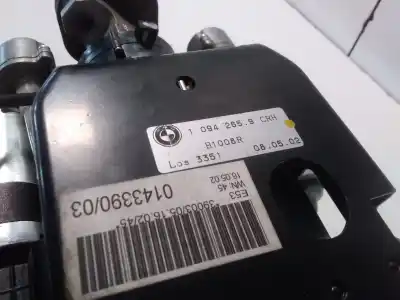 1 094 265.9 CRH
B1008R
Los 3351 08.05.02
E53
WN 45
16.05.02
0143390/03
39003/05.16.02/45